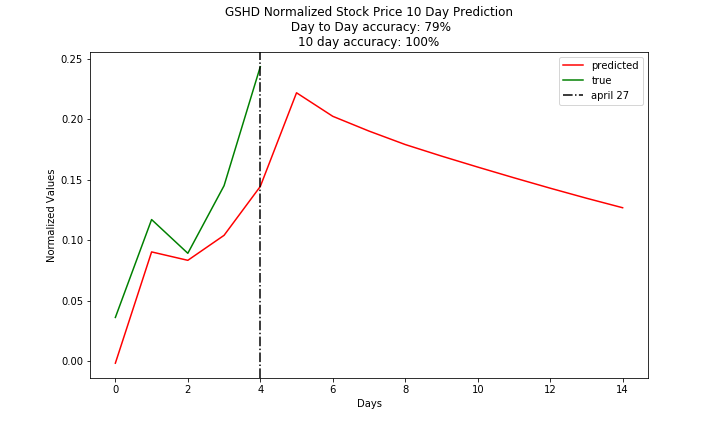 GSHD Normalized Stock Price 10 Day Prediction
Day to Day accuracy: 79%
10 day accuracy: 100%
predicted
true
april 27
Normalized Values
0.25
0.20
0.15
0.10
0.05
0.00
0 2 4 6 8 10 12 14
Days